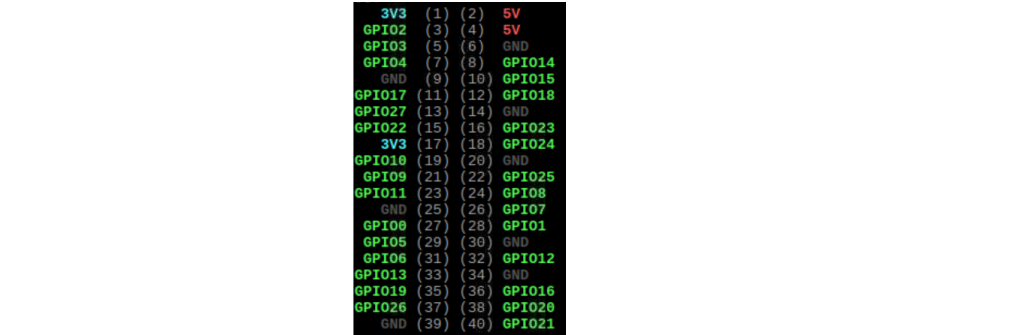 3V3 (1) (2) 5V
GPIO2 (3) (4) 5V
GPIO3 (5) (6) GND
GPIO4 (7) (8) GPIO14
GND (9) (10) GPIO15
GPIO17 (11) (12) GPIO18
GPIO27 (13) (14) GND
GPIO22 (15) (16) GPIO23
3V3 (17) (18) GPIO24
GPIO10 (19) (20) GND
GPIO9 (21) (22) GPIO25
GPIO11 (23) (24) GPIO8
GND (25) (26) GPIO7
GPIO0 (27) (28) GPIO1
GPIO5 (29) (30) GND
GPIO6 (31) (32) GPIO12
GPIO13 (33) (34) GND
GPIO19 (35) (36) GPIO16
GPIO26 (37) (38) GPIO20
GND (39) (40) GPIO21